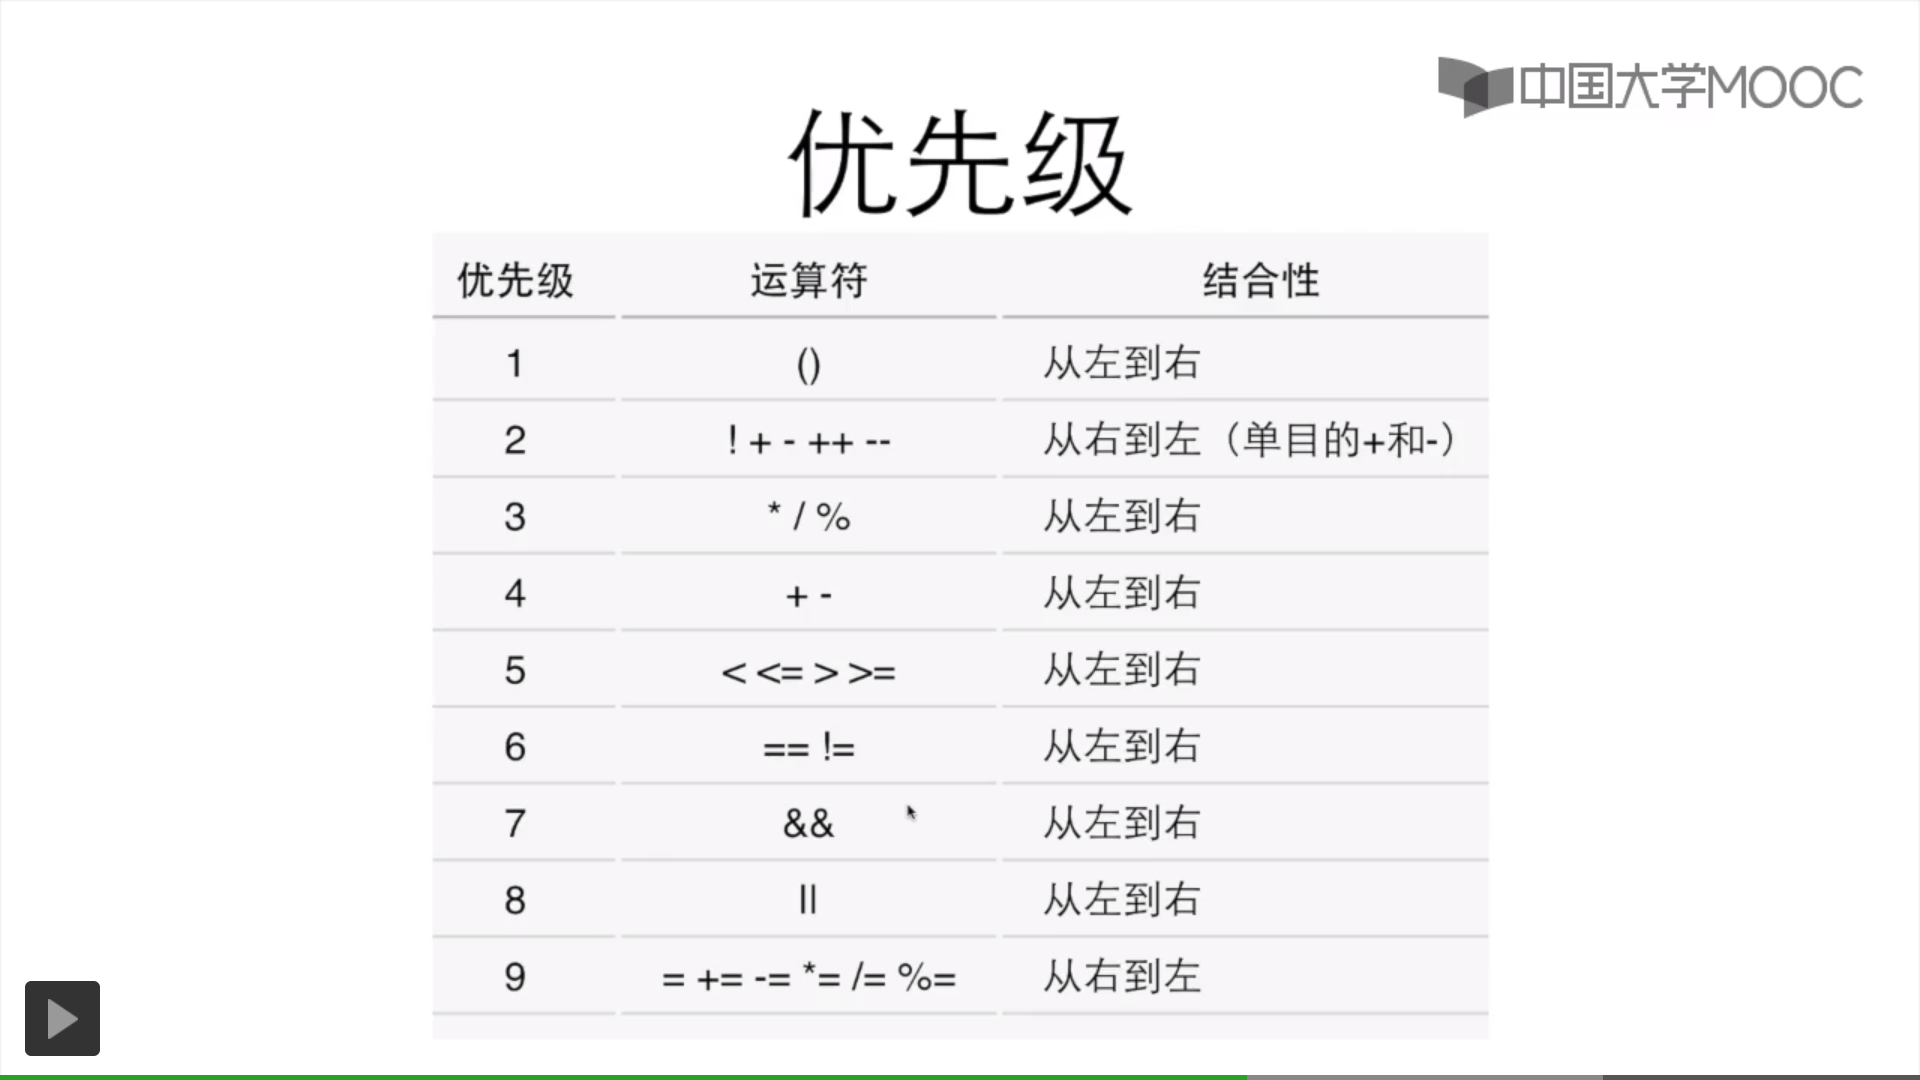 中国大学MOOC
优先级
优先级 运算符 结合性
1 () 从左到右
2 ! + - ++ -- 从右到左（单目的+和-）
3 * / % 从左到右
4 + - 从左到右
5 < <= > >= 从左到右
6 == != 从左到右
7 && 从左到右
8 || 从左到右
9 = += -= *= /= %= 从右到左